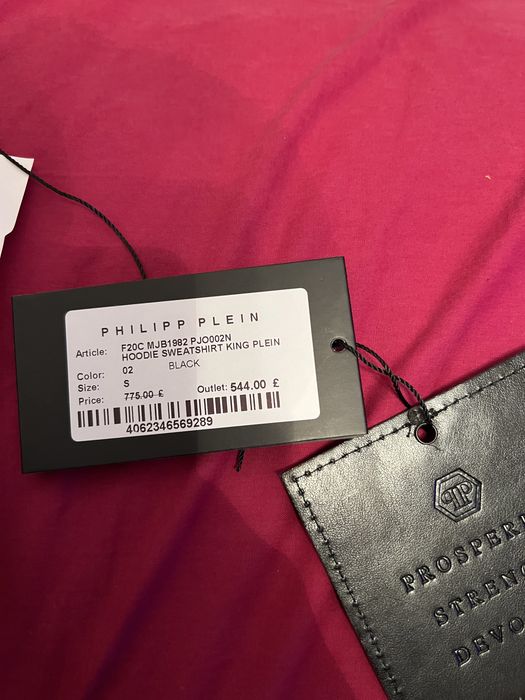 PHILIPP PLEIN
Article: F20C MJB1982 PJO002N
HOODIE SWEATSHIRT KING PLEIN
Color: 02 BLACK
Size: S
Price: 775.00 £ Outlet: 544.00 £
4062346569289
PROSPERI
STRENG
DEVO